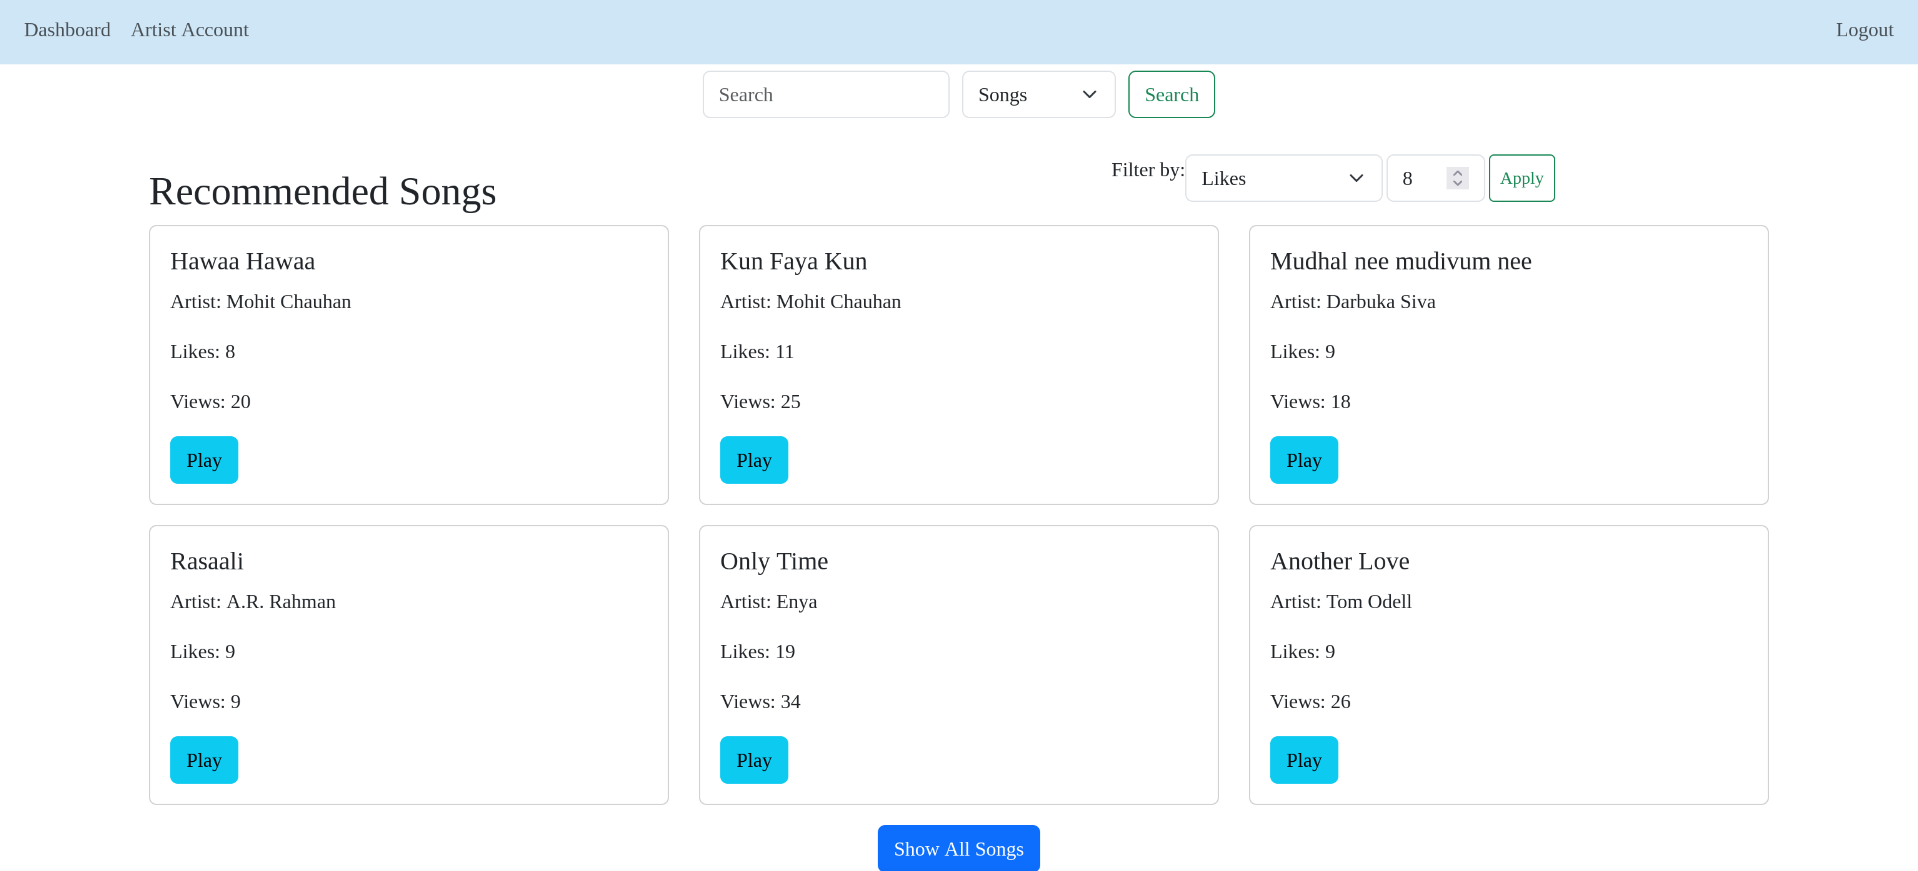 Dashboard Artist Account Logout
Search Songs Search
Filter by: Likes 8 Apply
Recommended Songs
Hawaa Hawaa
Artist: Mohit Chauhan
Likes: 8
Views: 20
Play
Kun Faya Kun
Artist: Mohit Chauhan
Likes: 11
Views: 25
Play
Mudhal nee mudivum nee
Artist: Darbuka Siva
Likes: 9
Views: 18
Play
Rasaali
Artist: A.R. Rahman
Likes: 9
Views: 9
Play
Only Time
Artist: Enya
Likes: 19
Views: 34
Play
Another Love
Artist: Tom Odell
Likes: 9
Views: 26
Play
Show All Songs